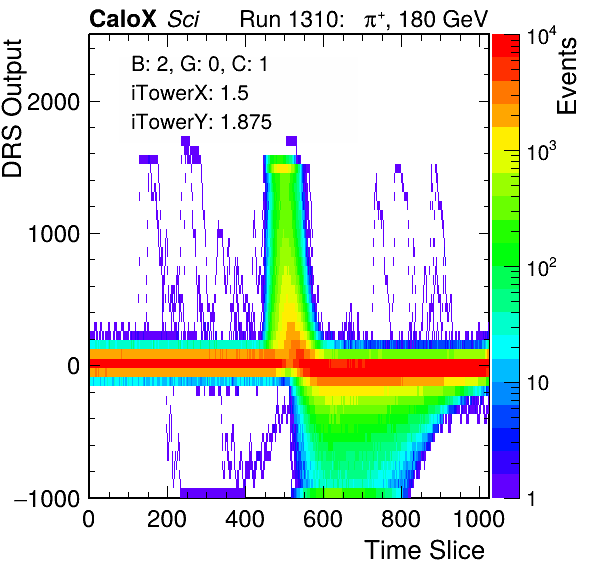 CaloX Sci Run 1310: π⁺, 180 GeV
B: 2, G: 0, C: 1
iTowerX: 1.5
iTowerY: 1.875
DRS Output
2000
1000
0
−1000
0 200 400 600 800 1000
Time Slice
Events
10⁴
10³
10²
10
1